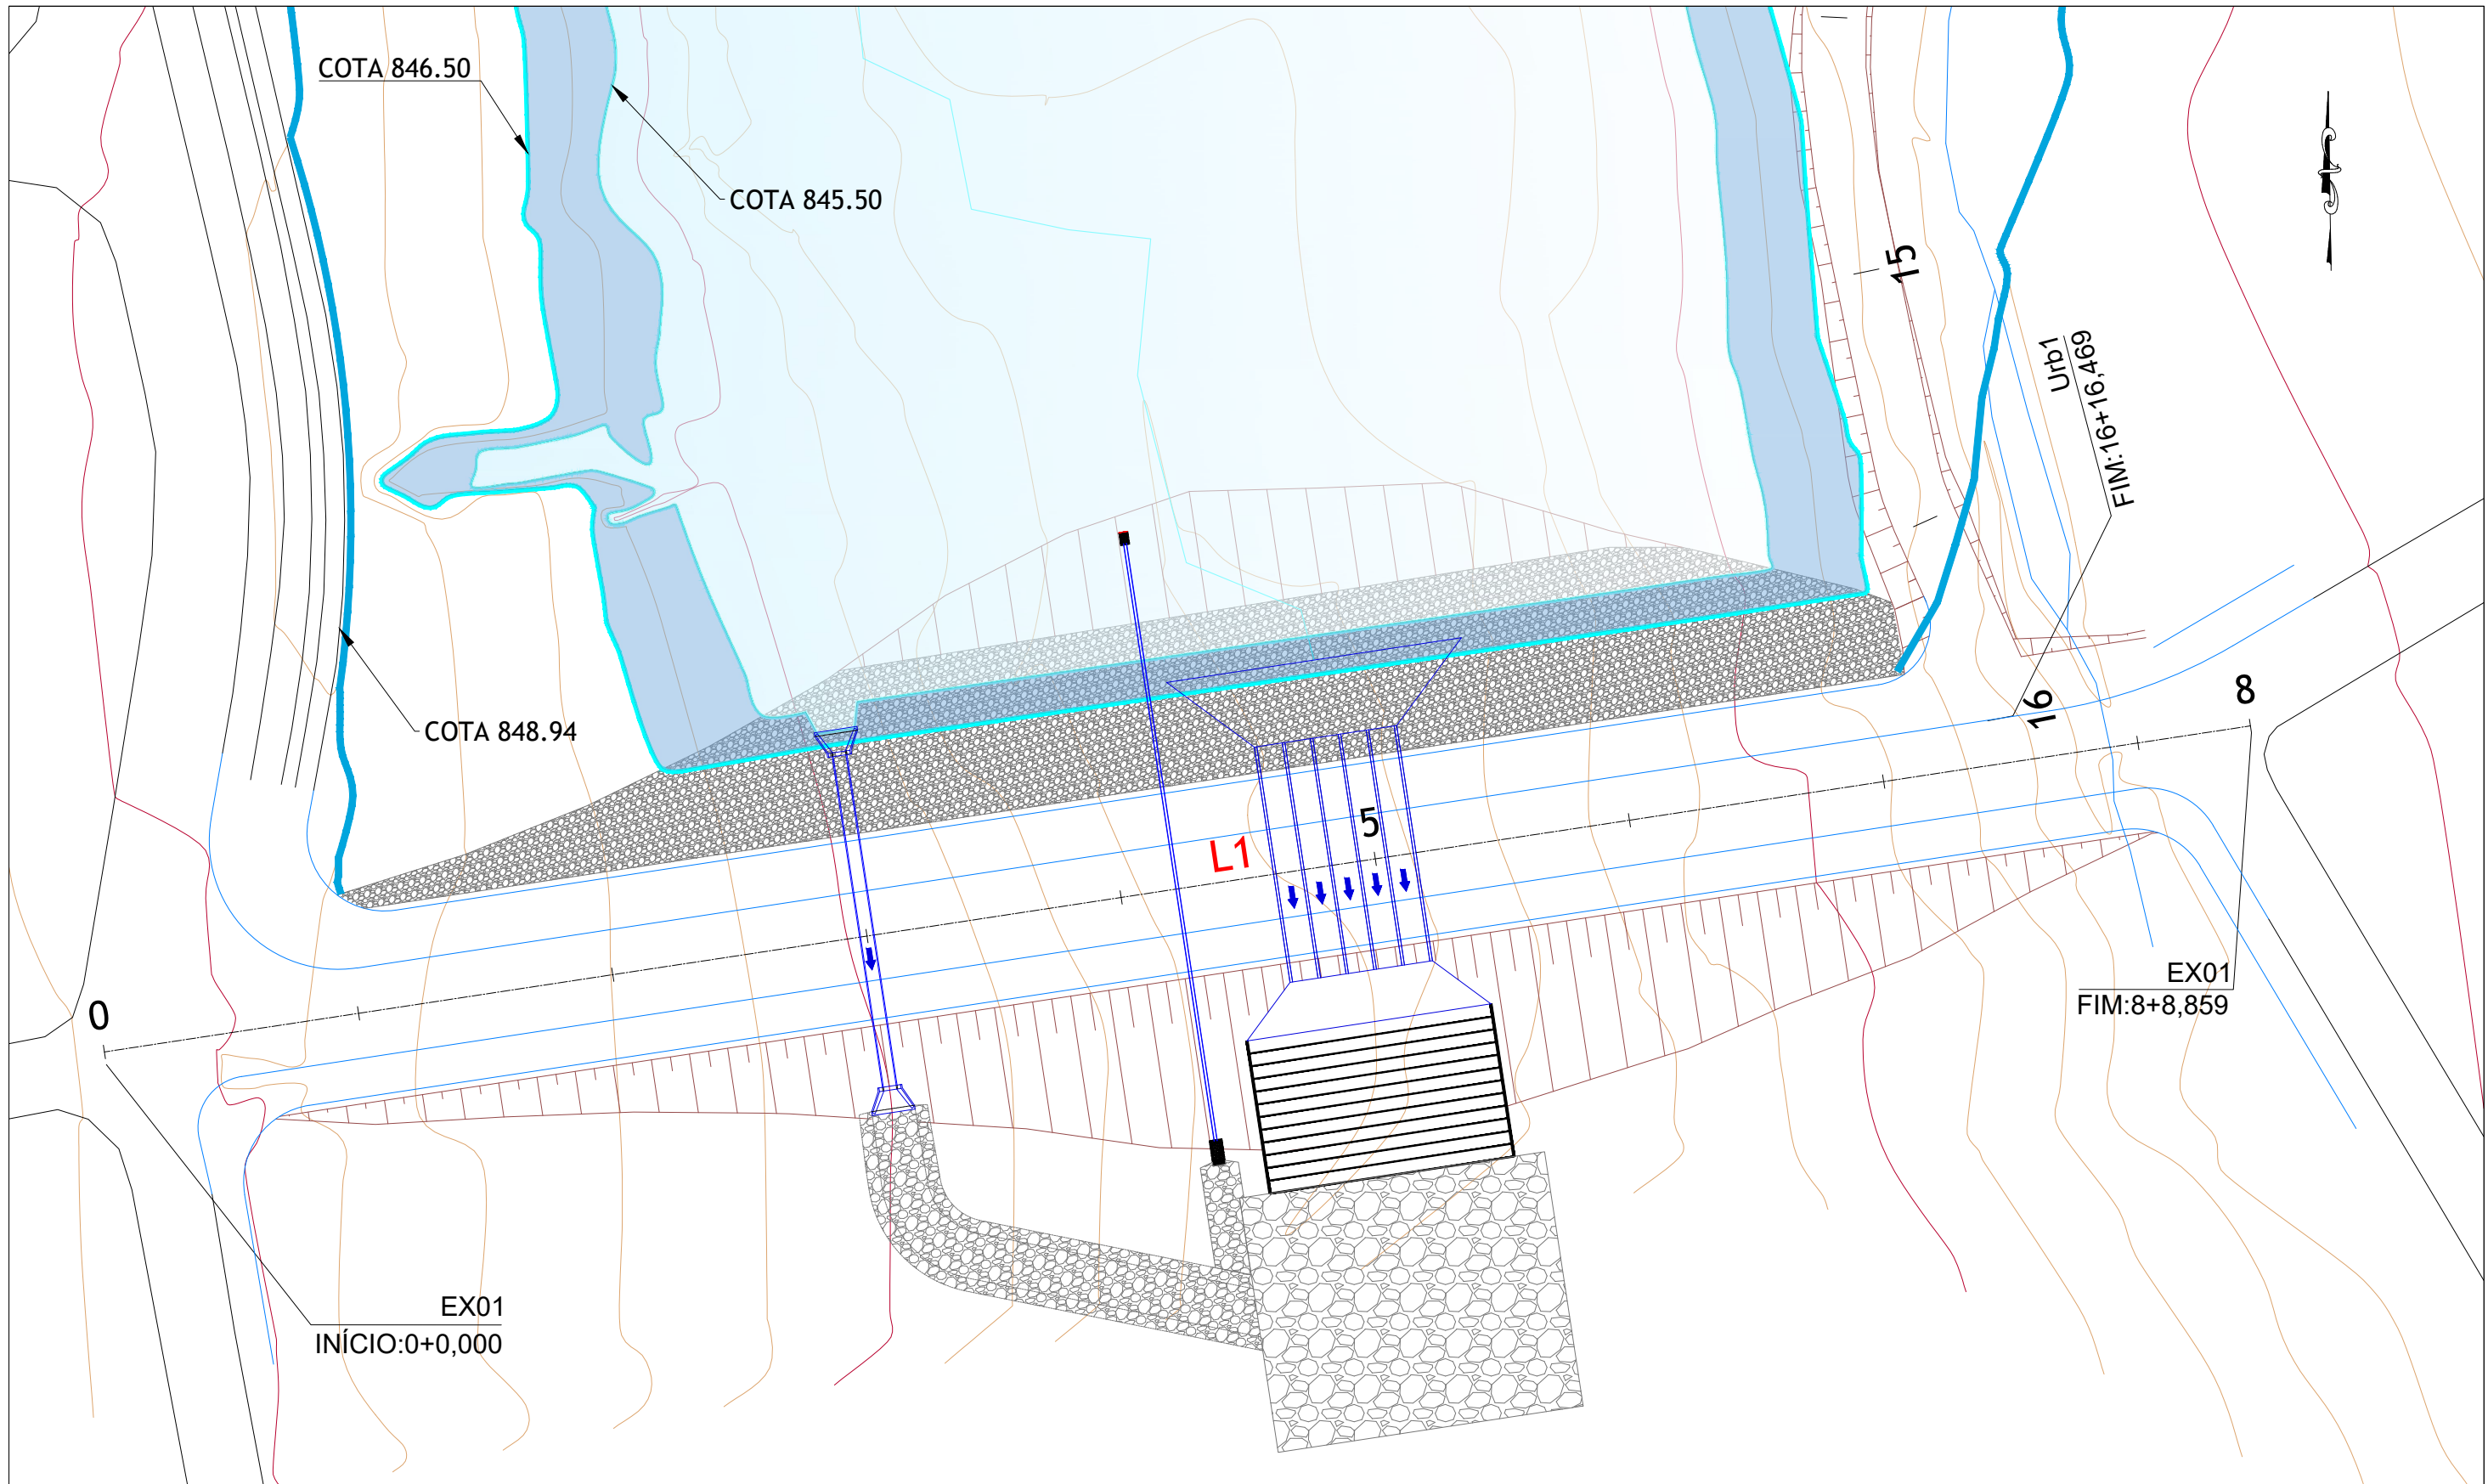 COTA 846.50
COTA 845.50
15
Urb1
FIM:16+16,469
COTA 848.94
16
8
5
L1
EX01
FIM:8+8,859
0
EX01
INÍCIO:0+0,000